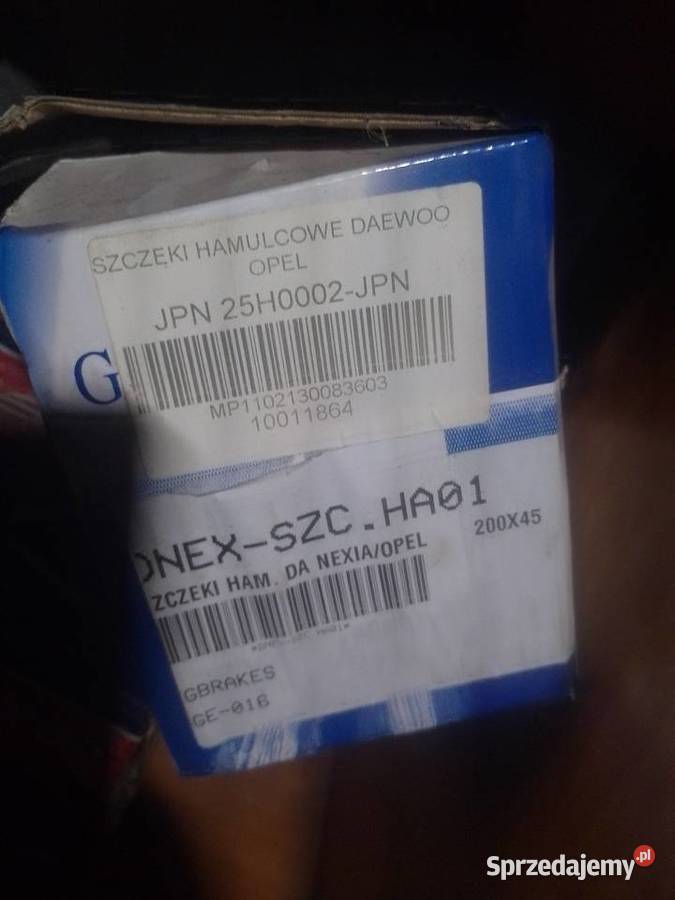 SZCZĘKI HAMULCOWE DAEWOO
OPEL
JPN 25H0002-JPN
MP1102130083603
10011864
G
ONEX-SZC.HA01
ZCZEKI HAM. DA NEXIA/OPEL
200X45
GBRAKES
GE-016
Sprzedajemy.pl